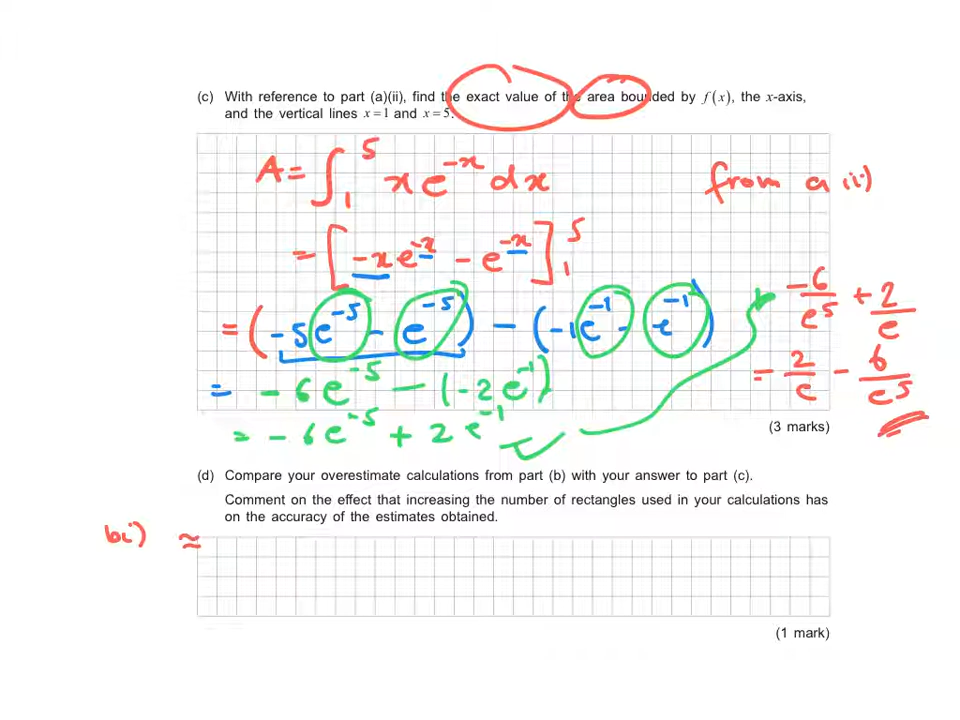 (c) With reference to part (a)(ii), find the exact value of the area bounded by f(x), the x-axis,
and the vertical lines x=1 and x=5.
A = ∫₁⁵ x e^{-x} dx
from a (ii)
= [-x e^{-x} - e^{-x}]₁⁵
= (-5e^{-5} - e^{-5}) - (-1e^{-1} - e^{-1})
= -6e^{-5} - (-2e^{-1})
= -6e^{-5} + 2e^{-1}
-6/e^5 + 2/e
= 2/e - 6/e^5
(3 marks)
(d) Compare your overestimate calculations from part (b) with your answer to part (c).
Comment on the effect that increasing the number of rectangles used in your calculations has
on the accuracy of the estimates obtained.
bi) ≈
(1 mark)